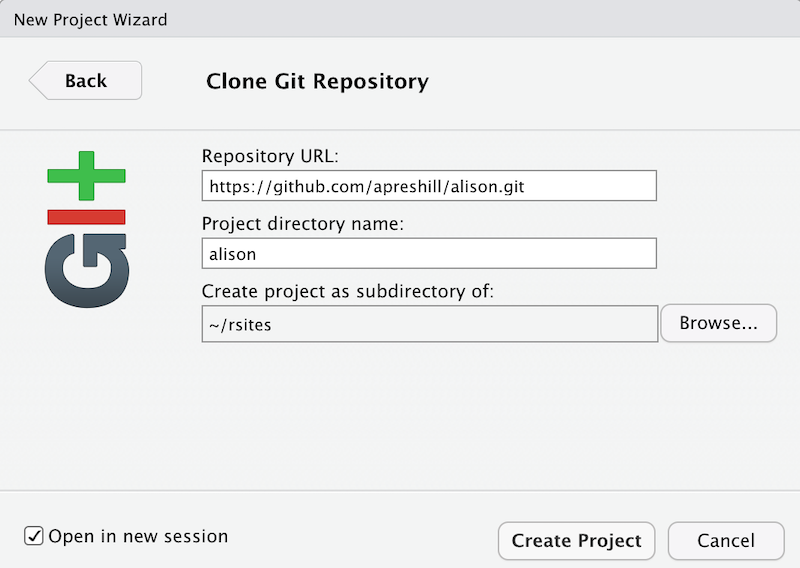 New Project Wizard
Back
Clone Git Repository
GIT
Repository URL:
https://github.com/apreshill/alison.git
Project directory name:
alison
Create project as subdirectory of:
~/rsites
Browse...
Open in new session
Create Project
Cancel